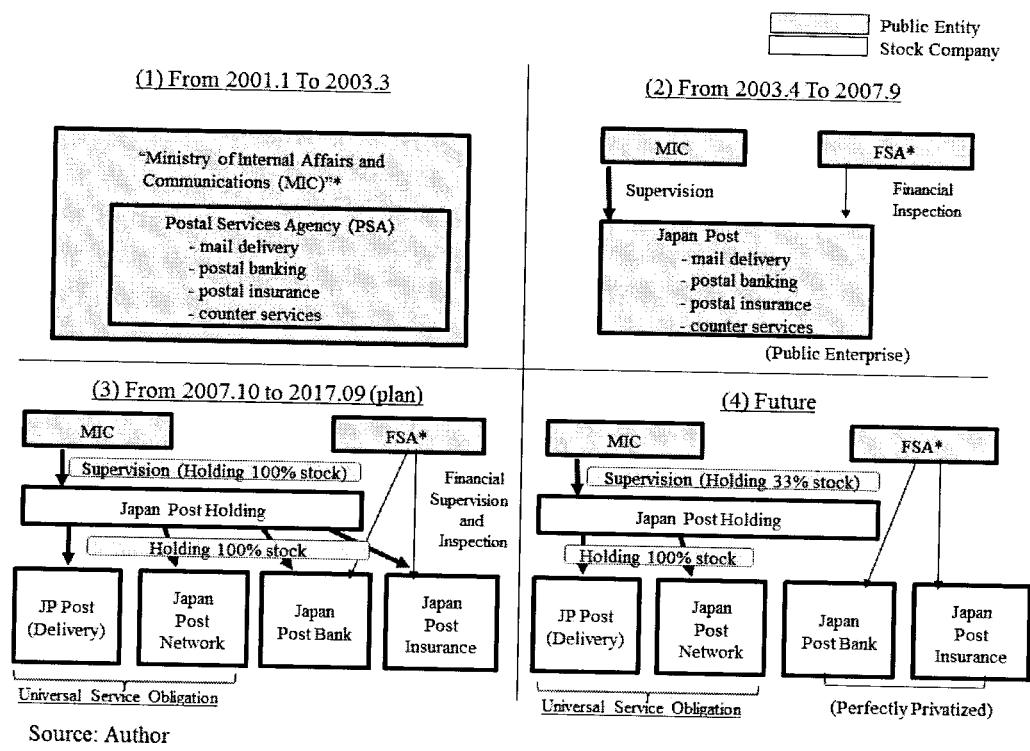 Public Entity
Stock Company
(1) From 2001.1 To 2003.3
"Ministry of Internal Affairs and
Communications (MIC)"*
Postal Services Agency (PSA)
- mail delivery
- postal banking
- postal insurance
- counter services
(2) From 2003.4 To 2007.9
MIC
FSA*
Supervision
Financial
Inspection
Japan Post
- mail delivery
- postal banking
- postal insurance
- counter services
(Public Enterprise)
(3) From 2007.10 to 2017.09 (plan)
MIC
FSA*
Supervision (Holding 100% stock)
Financial
Supervision
and
Inspection
Japan Post Holding
Holding 100% stock
JP Post
(Delivery)
Japan
Post
Network
Japan
Post Bank
Japan
Post
Insurance
Universal Service Obligation
(4) Future
MIC
FSA*
Supervision (Holding 33% stock)
Japan Post Holding
Holding 100% stock
JP Post
(Delivery)
Japan
Post
Network
Japan
Post Bank
Japan
Post
Insurance
Universal Service Obligation
(Perfectly Privatized)
Source: Author